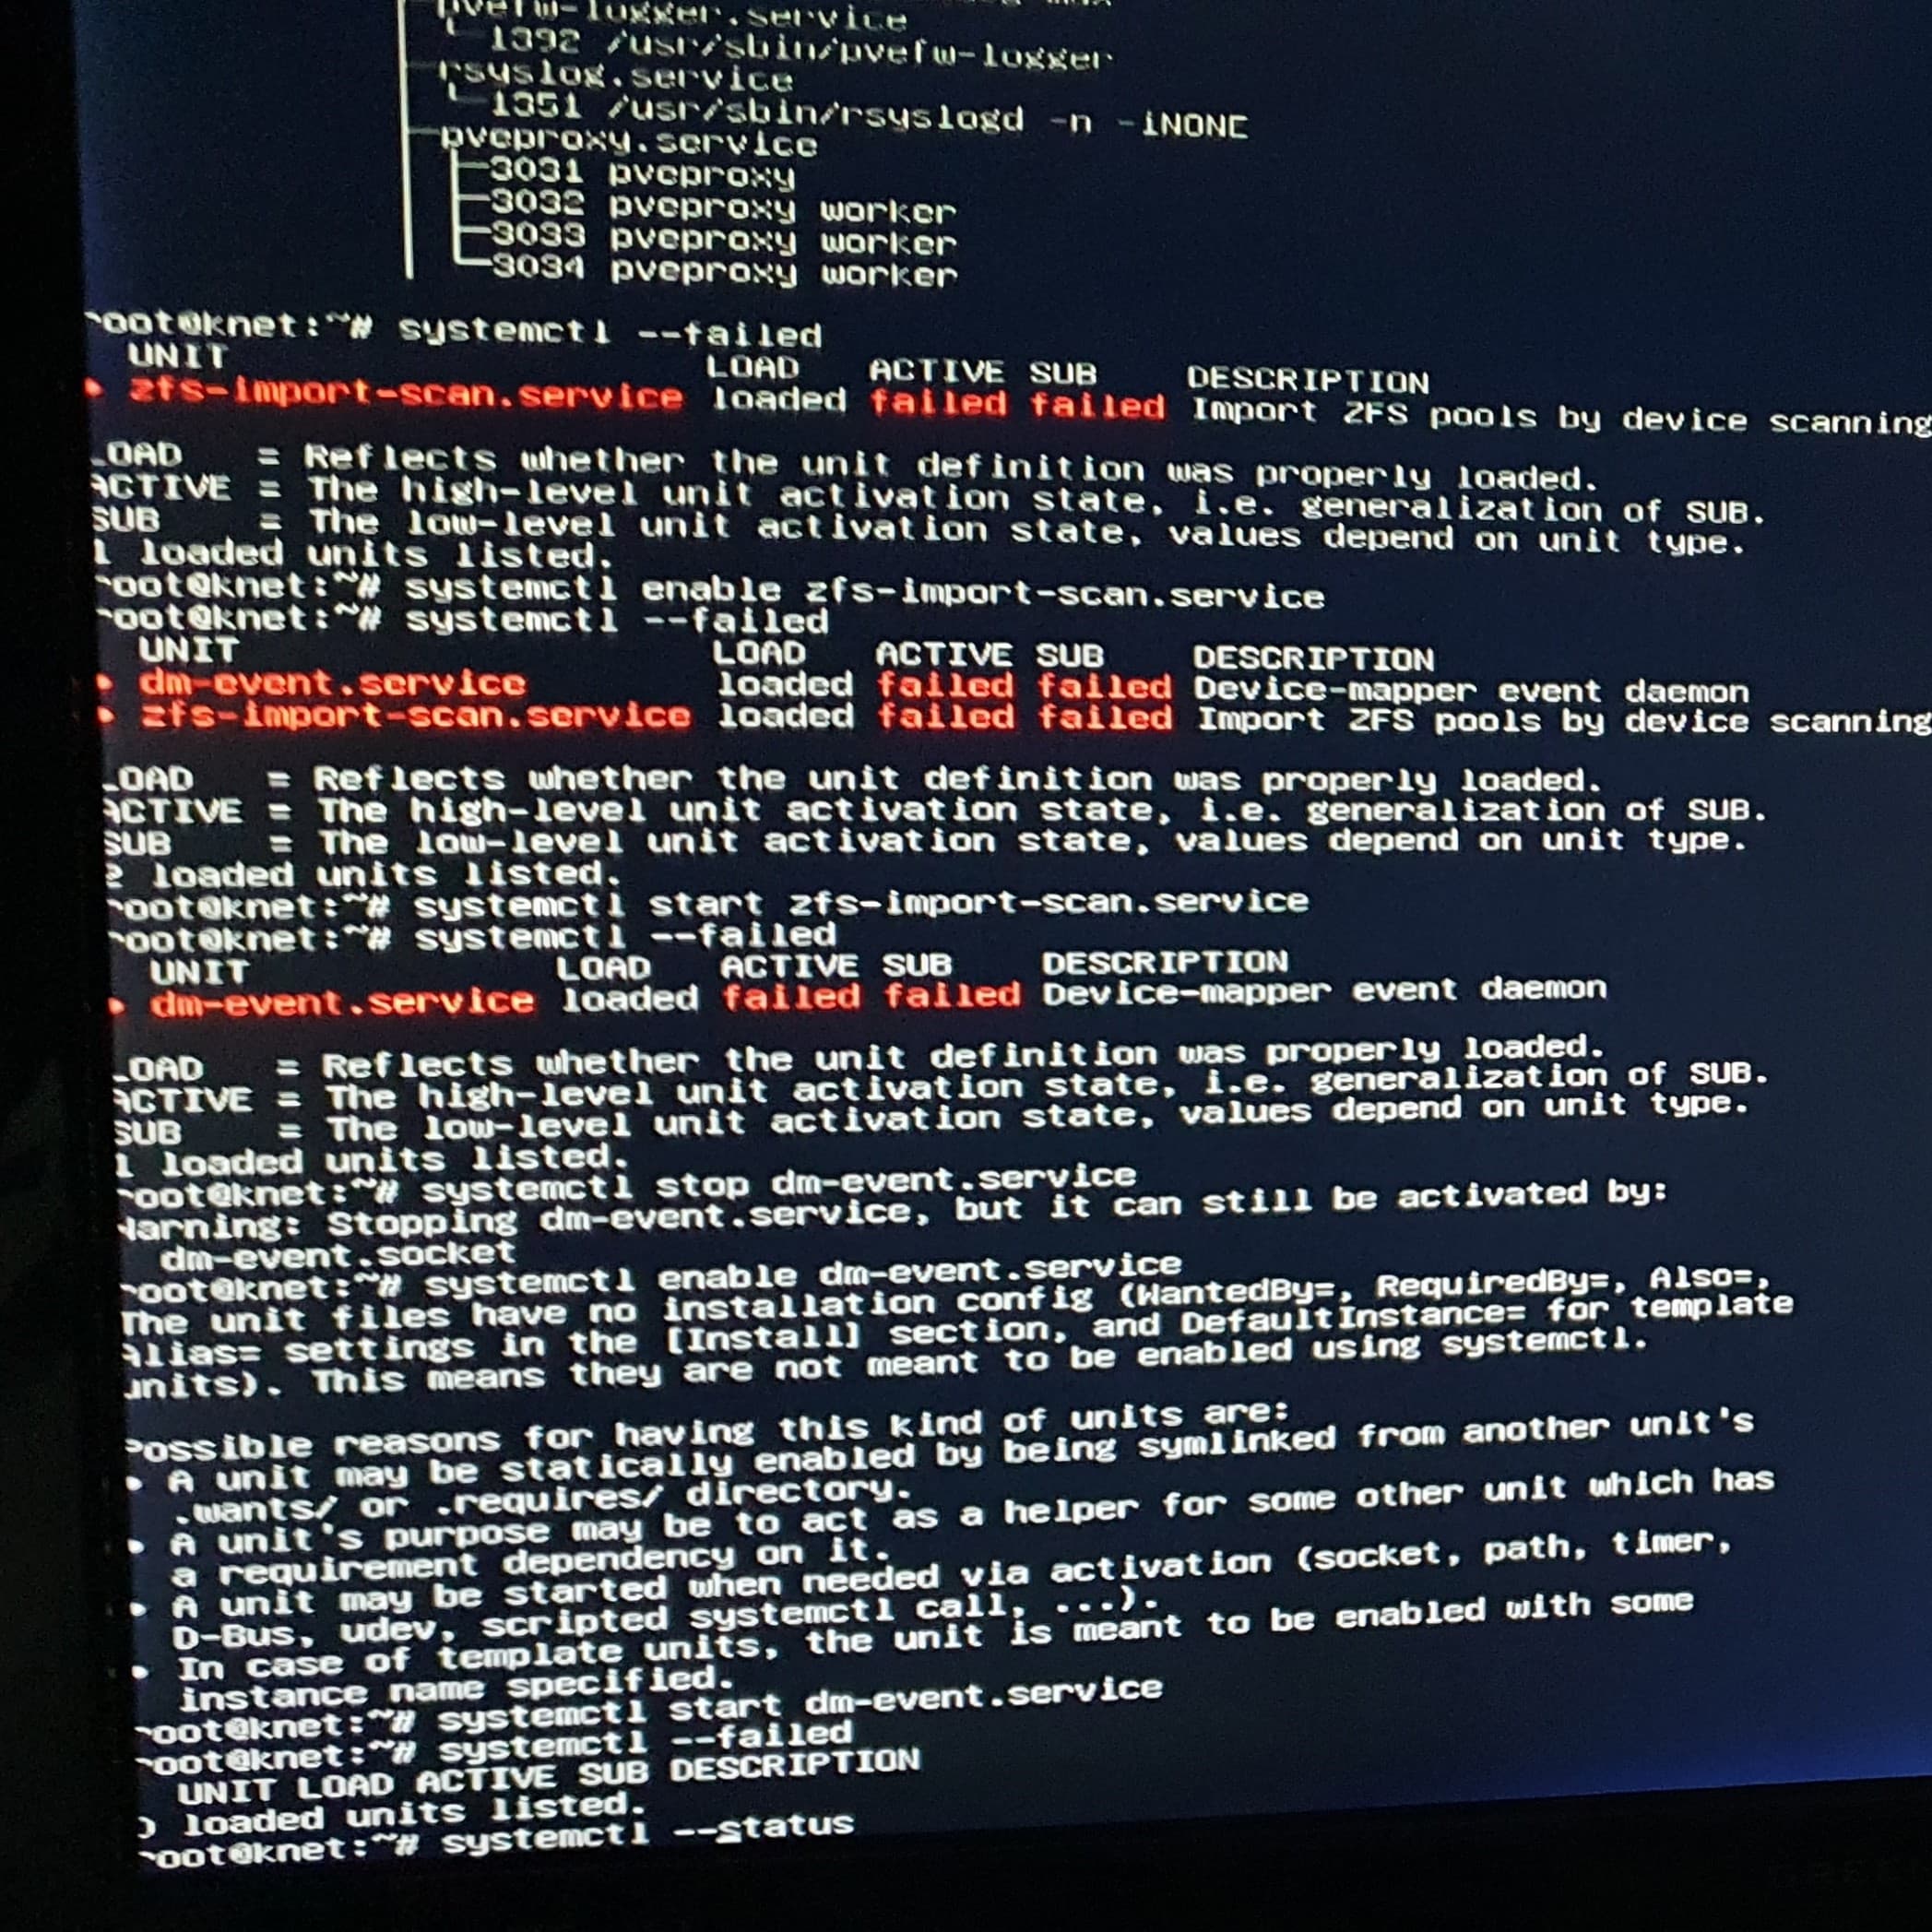 pvefw-logger.service
└ 1392 /usr/sbin/pvefw-logger
rsyslog.service
└ 1351 /usr/sbin/rsyslogd -n -iNONE
pveproxy.service
├─3031 pveproxy
├─3032 pveproxy worker
├─3033 pveproxy worker
└─3034 pveproxy worker
root@knet:~# systemctl --failed
UNIT LOAD ACTIVE SUB DESCRIPTION
• zfs-import-scan.service loaded failed failed Import ZFS pools by device scanning
LOAD = Reflects whether the unit definition was properly loaded.
ACTIVE = The high-level unit activation state, i.e. generalization of SUB.
SUB = The low-level unit activation state, values depend on unit type.
1 loaded units listed.
root@knet:~# systemctl enable zfs-import-scan.service
root@knet:~# systemctl --failed
UNIT LOAD ACTIVE SUB DESCRIPTION
• dm-event.service loaded failed failed Device-mapper event daemon
• zfs-import-scan.service loaded failed failed Import ZFS pools by device scanning
LOAD = Reflects whether the unit definition was properly loaded.
ACTIVE = The high-level unit activation state, i.e. generalization of SUB.
SUB = The low-level unit activation state, values depend on unit type.
2 loaded units listed.
root@knet:~# systemctl start zfs-import-scan.service
root@knet:~# systemctl --failed
UNIT LOAD ACTIVE SUB DESCRIPTION
• dm-event.service loaded failed failed Device-mapper event daemon
LOAD = Reflects whether the unit definition was properly loaded.
ACTIVE = The high-level unit activation state, i.e. generalization of SUB.
SUB = The low-level unit activation state, values depend on unit type.
1 loaded units listed.
root@knet:~# systemctl stop dm-event.service
Warning: Stopping dm-event.service, but it can still be activated by:
dm-event.socket
root@knet:~# systemctl enable dm-event.service
The unit files have no installation config (WantedBy=, RequiredBy=, Also=,
Alias= settings in the [Install] section, and DefaultInstance= for template
units). This means they are not meant to be enabled using systemctl.
Possible reasons for having this kind of units are:
• A unit may be statically enabled by being symlinked from another unit's
.wants/ or .requires/ directory.
• A unit's purpose may be to act as a helper for some other unit which has
a requirement dependency on it.
• A unit may be started when needed via activation (socket, path, timer,
D-Bus, udev, scripted systemctl call, ...).
• In case of template units, the unit is meant to be enabled with some
instance name specified.
root@knet:~# systemctl start dm-event.service
root@knet:~# systemctl --failed
UNIT LOAD ACTIVE SUB DESCRIPTION
0 loaded units listed.
root@knet:~# systemctl --status